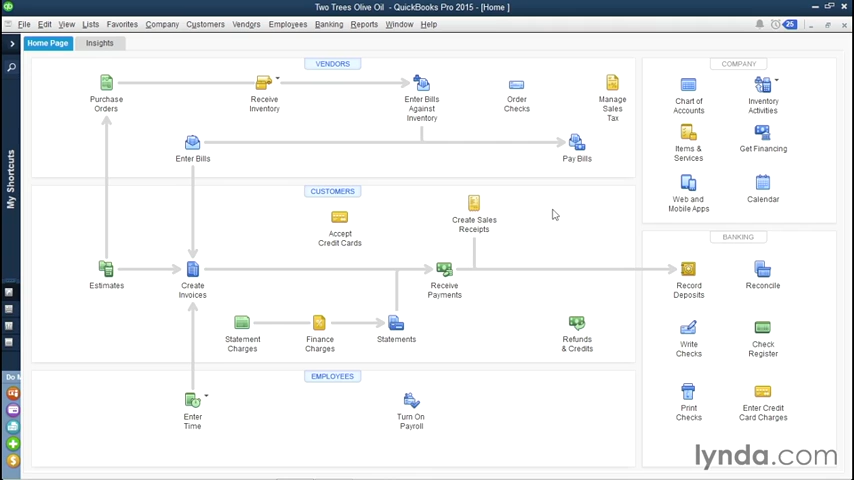 Two Trees Olive Oil - QuickBooks Pro 2015 - [Home ]
File Edit View Lists Favorites Company Customers Vendors Employees Banking Reports Window Help
25
Home Page Insights
My Shortcuts
VENDORS
Purchase
Orders
Receive
Inventory
Enter Bills
Against
Inventory
Order
Checks
Manage
Sales
Tax
Enter Bills
Pay Bills
CUSTOMERS
Accept
Credit Cards
Create Sales
Receipts
Estimates
Create
Invoices
Receive
Payments
Statement
Charges
Finance
Charges
Statements
Refunds
& Credits
EMPLOYEES
Enter
Time
Turn On
Payroll
COMPANY
Chart of
Accounts
Inventory
Activities
Items &
Services
Get Financing
Web and
Mobile Apps
Calendar
BANKING
Record
Deposits
Reconcile
Write
Checks
Check
Register
Print
Checks
Enter Credit
Card Charges
Do M
lynda.com